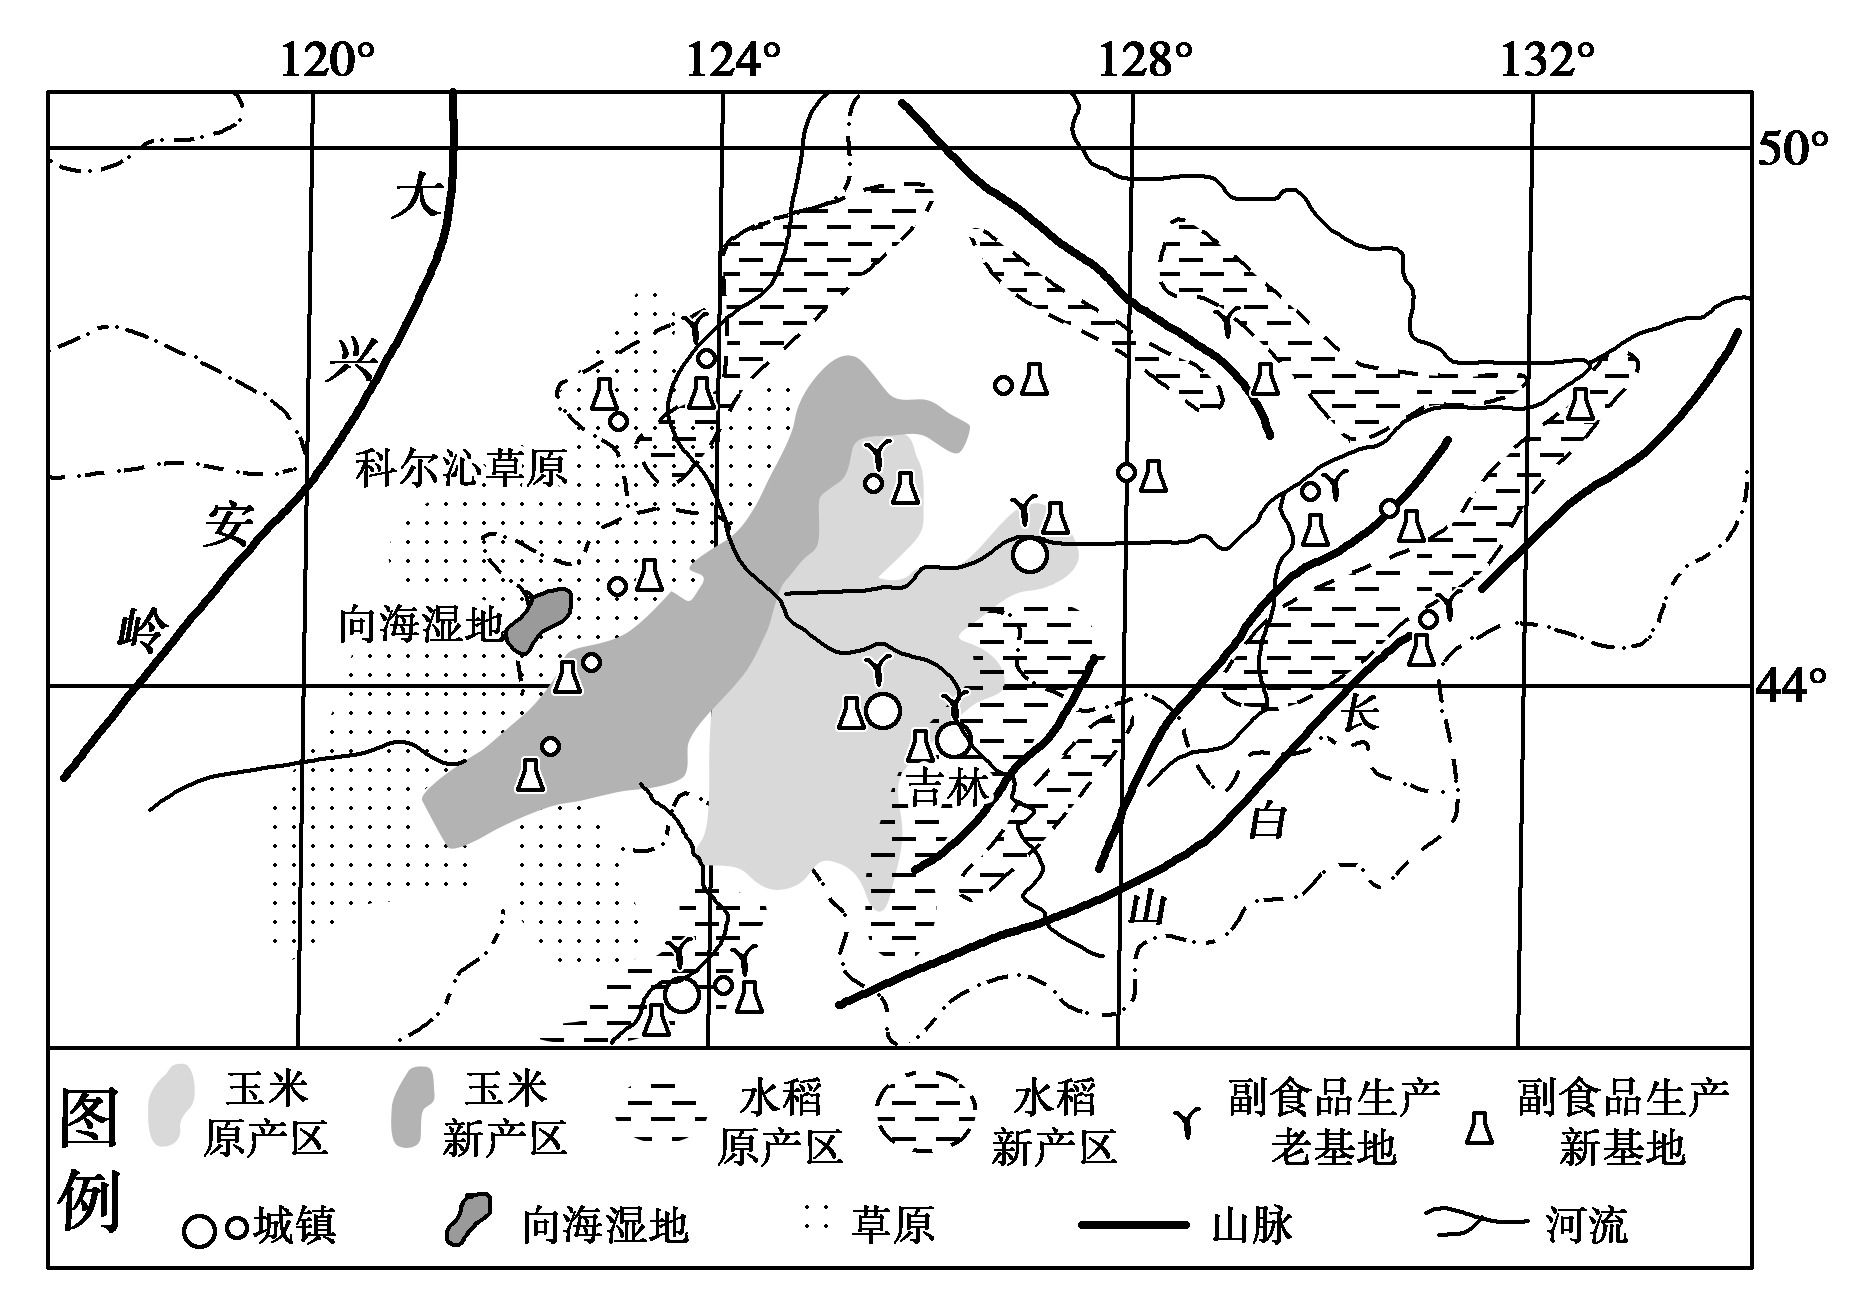 120°
124°
128°
132°
50°
44°
大
兴
安
岭
科尔沁草原
向海湿地
吉林
长
白
山
图例
玉米
原产区
玉米
新产区
水稻
原产区
水稻
新产区
副食品生产
老基地
副食品生产
新基地
城镇
向海湿地
草原
山脉
河流